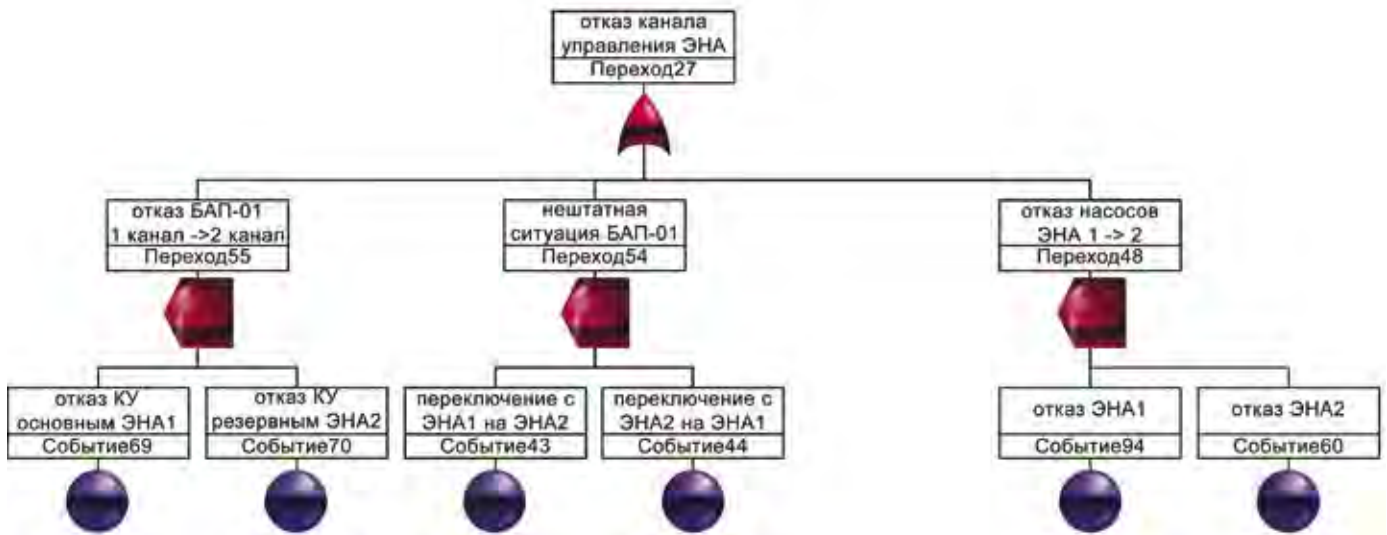 отказ канала
управления ЭНА
Переход27
отказ БАП-01
1 канал ->2 канал
Переход55
нештатная
ситуация БАП-01
Переход54
отказ насосов
ЭНА 1 -> 2
Переход48
отказ КУ
основным ЭНА1
Событие69
отказ КУ
резервным ЭНА2
Событие70
переключение с
ЭНА1 на ЭНА2
Событие43
переключение с
ЭНА2 на ЭНА1
Событие44
отказ ЭНА1
Событие94
отказ ЭНА2
Событие60